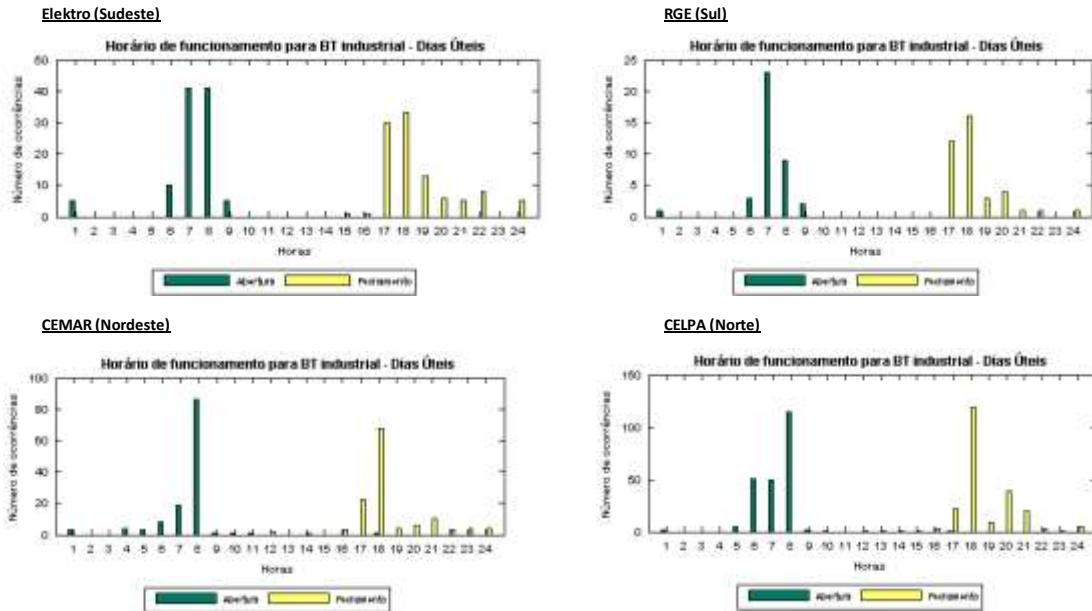 Elektro (Sudeste)
Horário de funcionamento para BT industrial - Dias Úteis
Número de ocorrências
50
40
30
20
10
0
1 2 3 4 5 6 7 8 9 10 11 12 13 14 15 16 17 18 19 20 21 22 23 24
Horas
Abertura Fechamento
RGE (Sul)
Horário de funcionamento para BT industrial - Dias Úteis
Número de ocorrências
25
20
15
10
5
0
1 2 3 4 5 6 7 8 9 10 11 12 13 14 15 16 17 18 19 20 21 22 23 24
Horas
Abertura Fechamento
CEMAR (Nordeste)
Horário de funcionamento para BT industrial - Dias Úteis
Número de ocorrências
100
80
60
40
20
0
1 2 3 4 5 6 7 8 9 10 11 12 13 14 15 16 17 18 19 20 21 22 23 24
Horas
Abertura Fechamento
CELPA (Norte)
Horário de funcionamento para BT industrial - Dias Úteis
Número de ocorrências
150
100
50
0
1 2 3 4 5 6 7 8 9 10 11 12 13 14 15 16 17 18 19 20 21 22 23 24
Horas
Abertura Fechamento